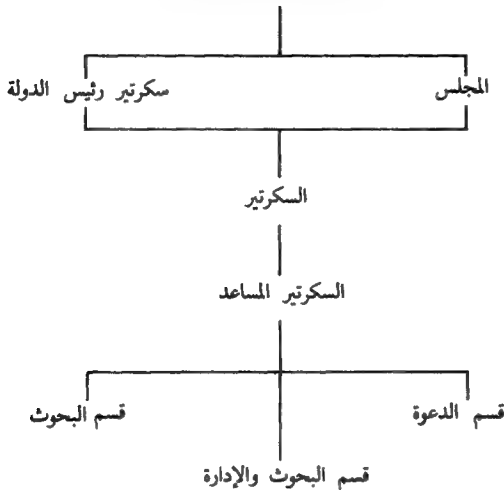 المجلس
سكرتير رئيس الدولة
السكرتير
السكرتير المساعد
قسم الدعوة
قسم البحوث
قسم البحوث والإدارة